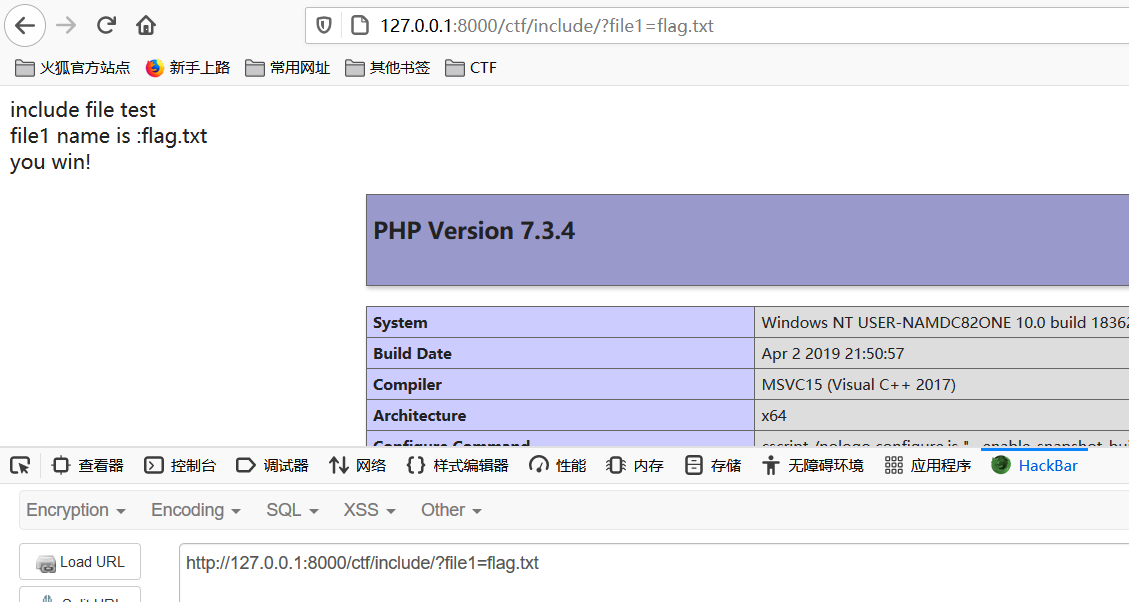 127.0.0.1:8000/ctf/include/?file1=flag.txt
火狐官方站点 新手上路 常用网址 其他书签 CTF
include file test
file1 name is :flag.txt
you win!
PHP Version 7.3.4
System Windows NT USER-NAMDC82ONE 10.0 build 18362
Build Date Apr 2 2019 21:50:57
Compiler MSVC15 (Visual C++ 2017)
Architecture x64
Configure Command cscript /nologo configure.js "--enable-snapshot-bui
查看器 控制台 调试器 网络 样式编辑器 性能 内存 存储 无障碍环境 应用程序 HackBar
Encryption Encoding SQL XSS Other
Load URL http://127.0.0.1:8000/ctf/include/?file1=flag.txt
Split URL